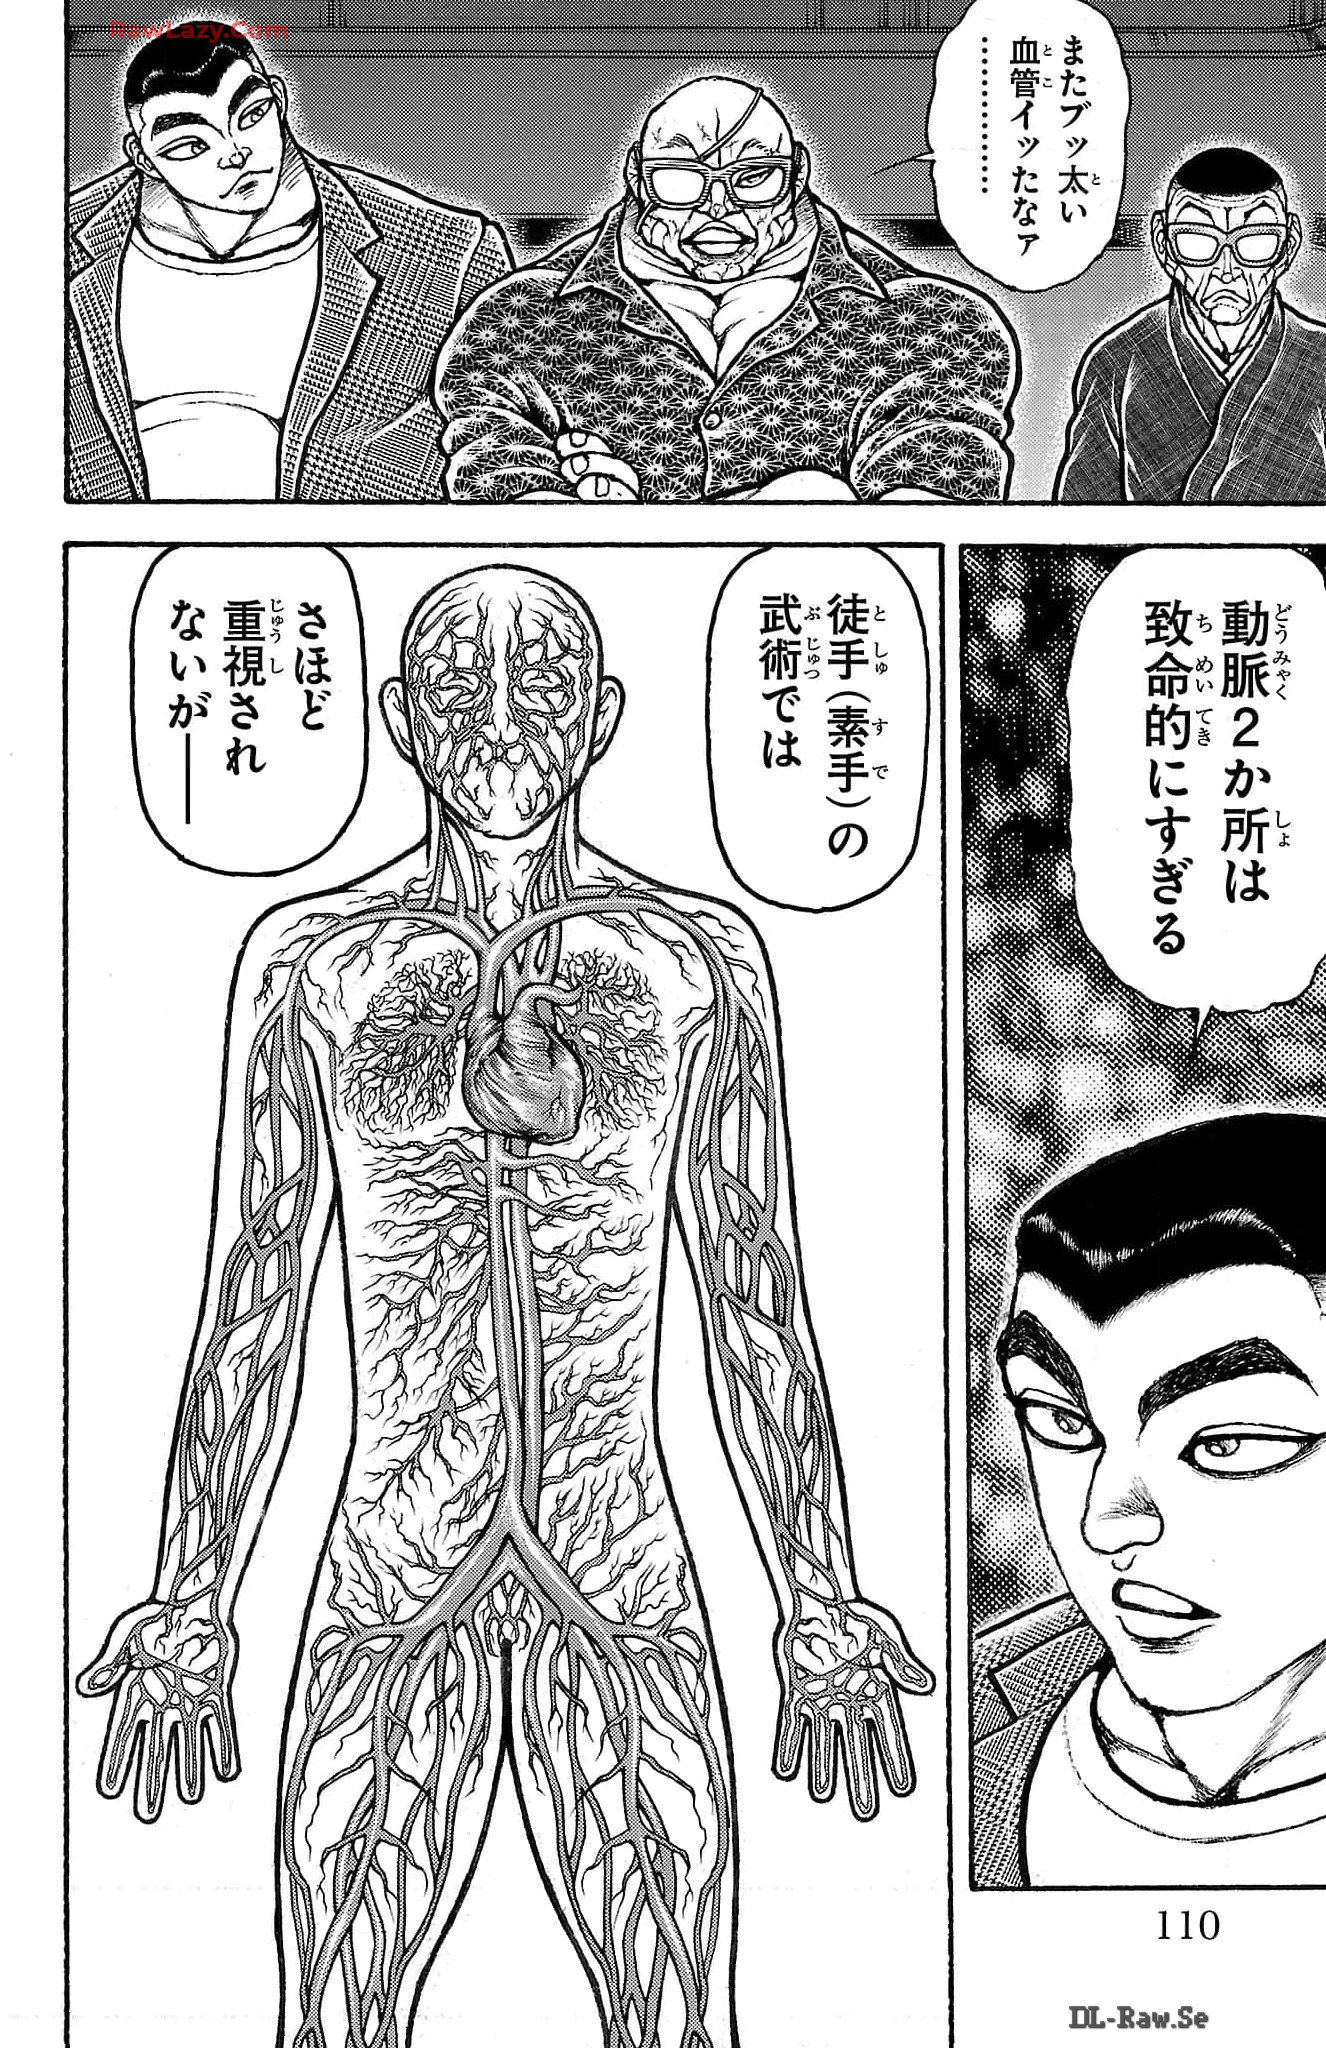 RawLazy.Com
またブッ太い
血管イッたなァ
……………
動脈2か所は
致命的にすぎる
徒手(素手)の
武術では
さほど
重視され
ないが──
110
DL-Raw.Se